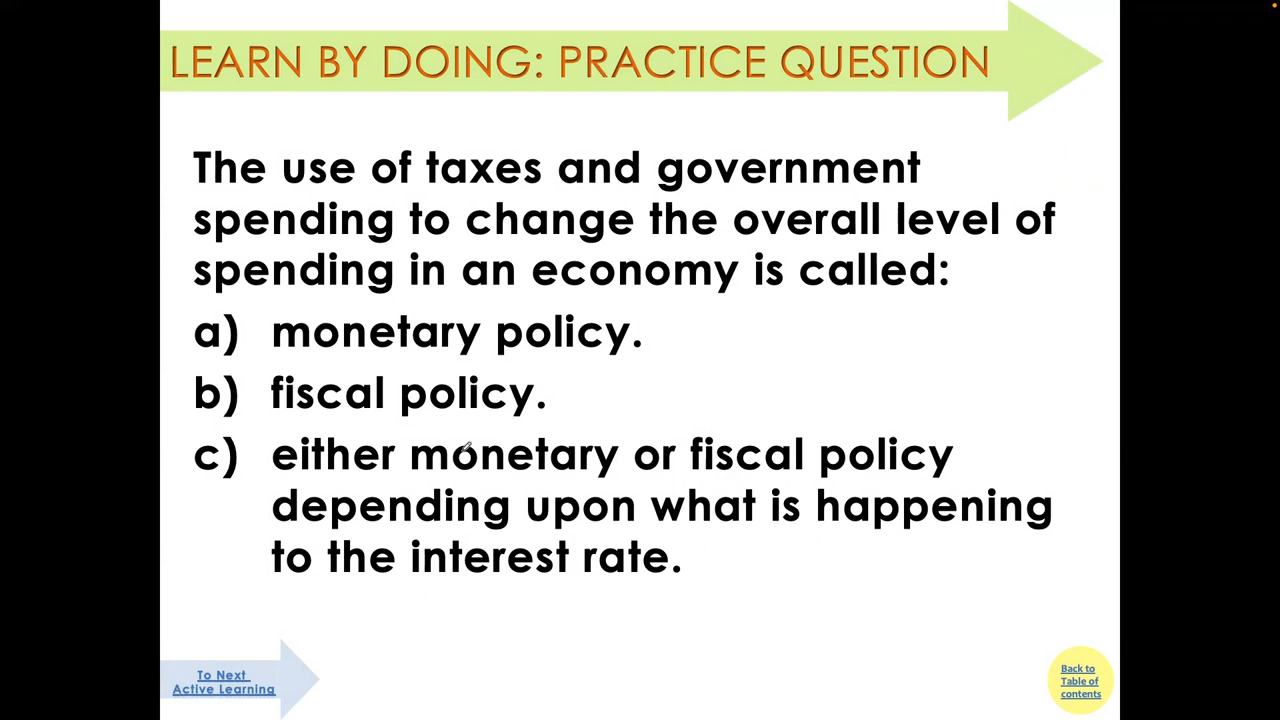 LEARN BY DOING: PRACTICE QUESTION
The use of taxes and government
spending to change the overall level of
spending in an economy is called:
a) monetary policy.
b) fiscal policy.
c) either monetary or fiscal policy
depending upon what is happening
to the interest rate.
To Next
Active Learning
Back to
Table of
contents